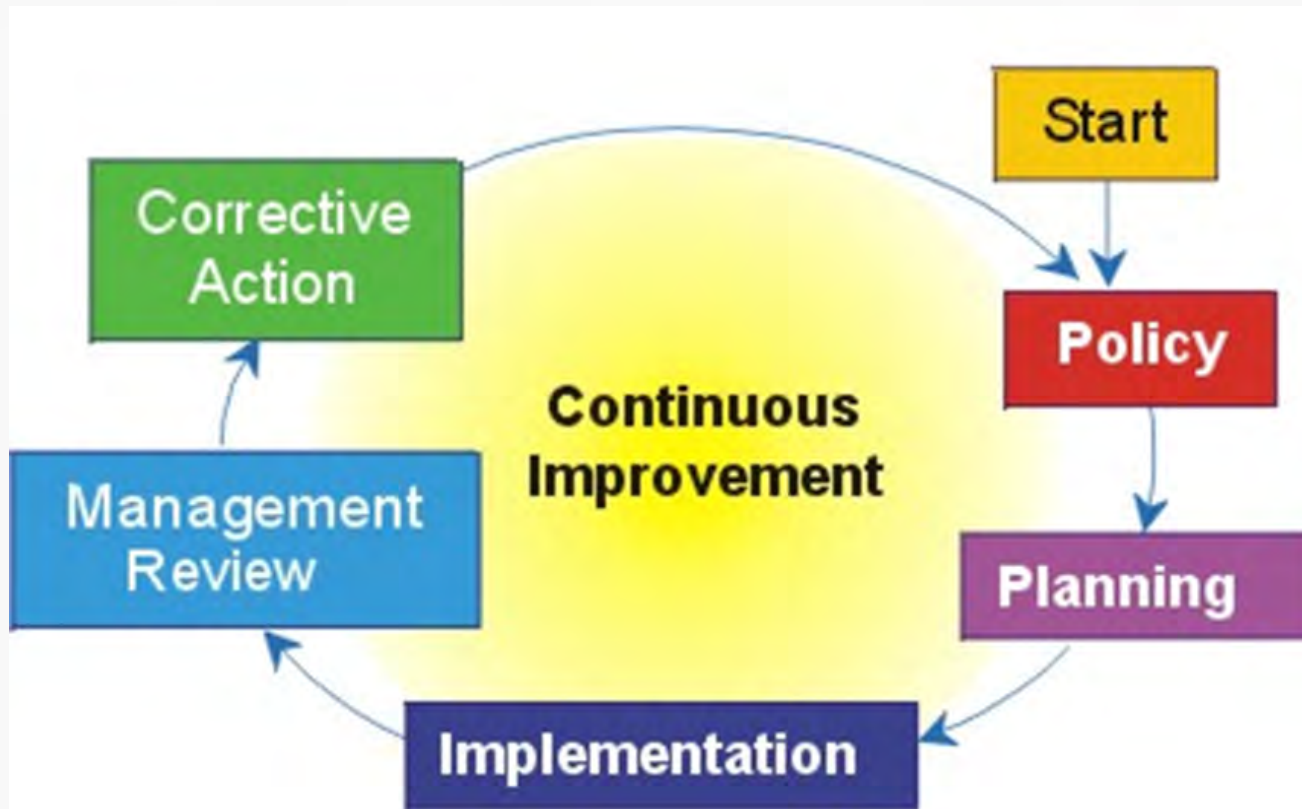 Start
Corrective
Action
Policy
Continuous
Improvement
Management
Review
Planning
Implementation